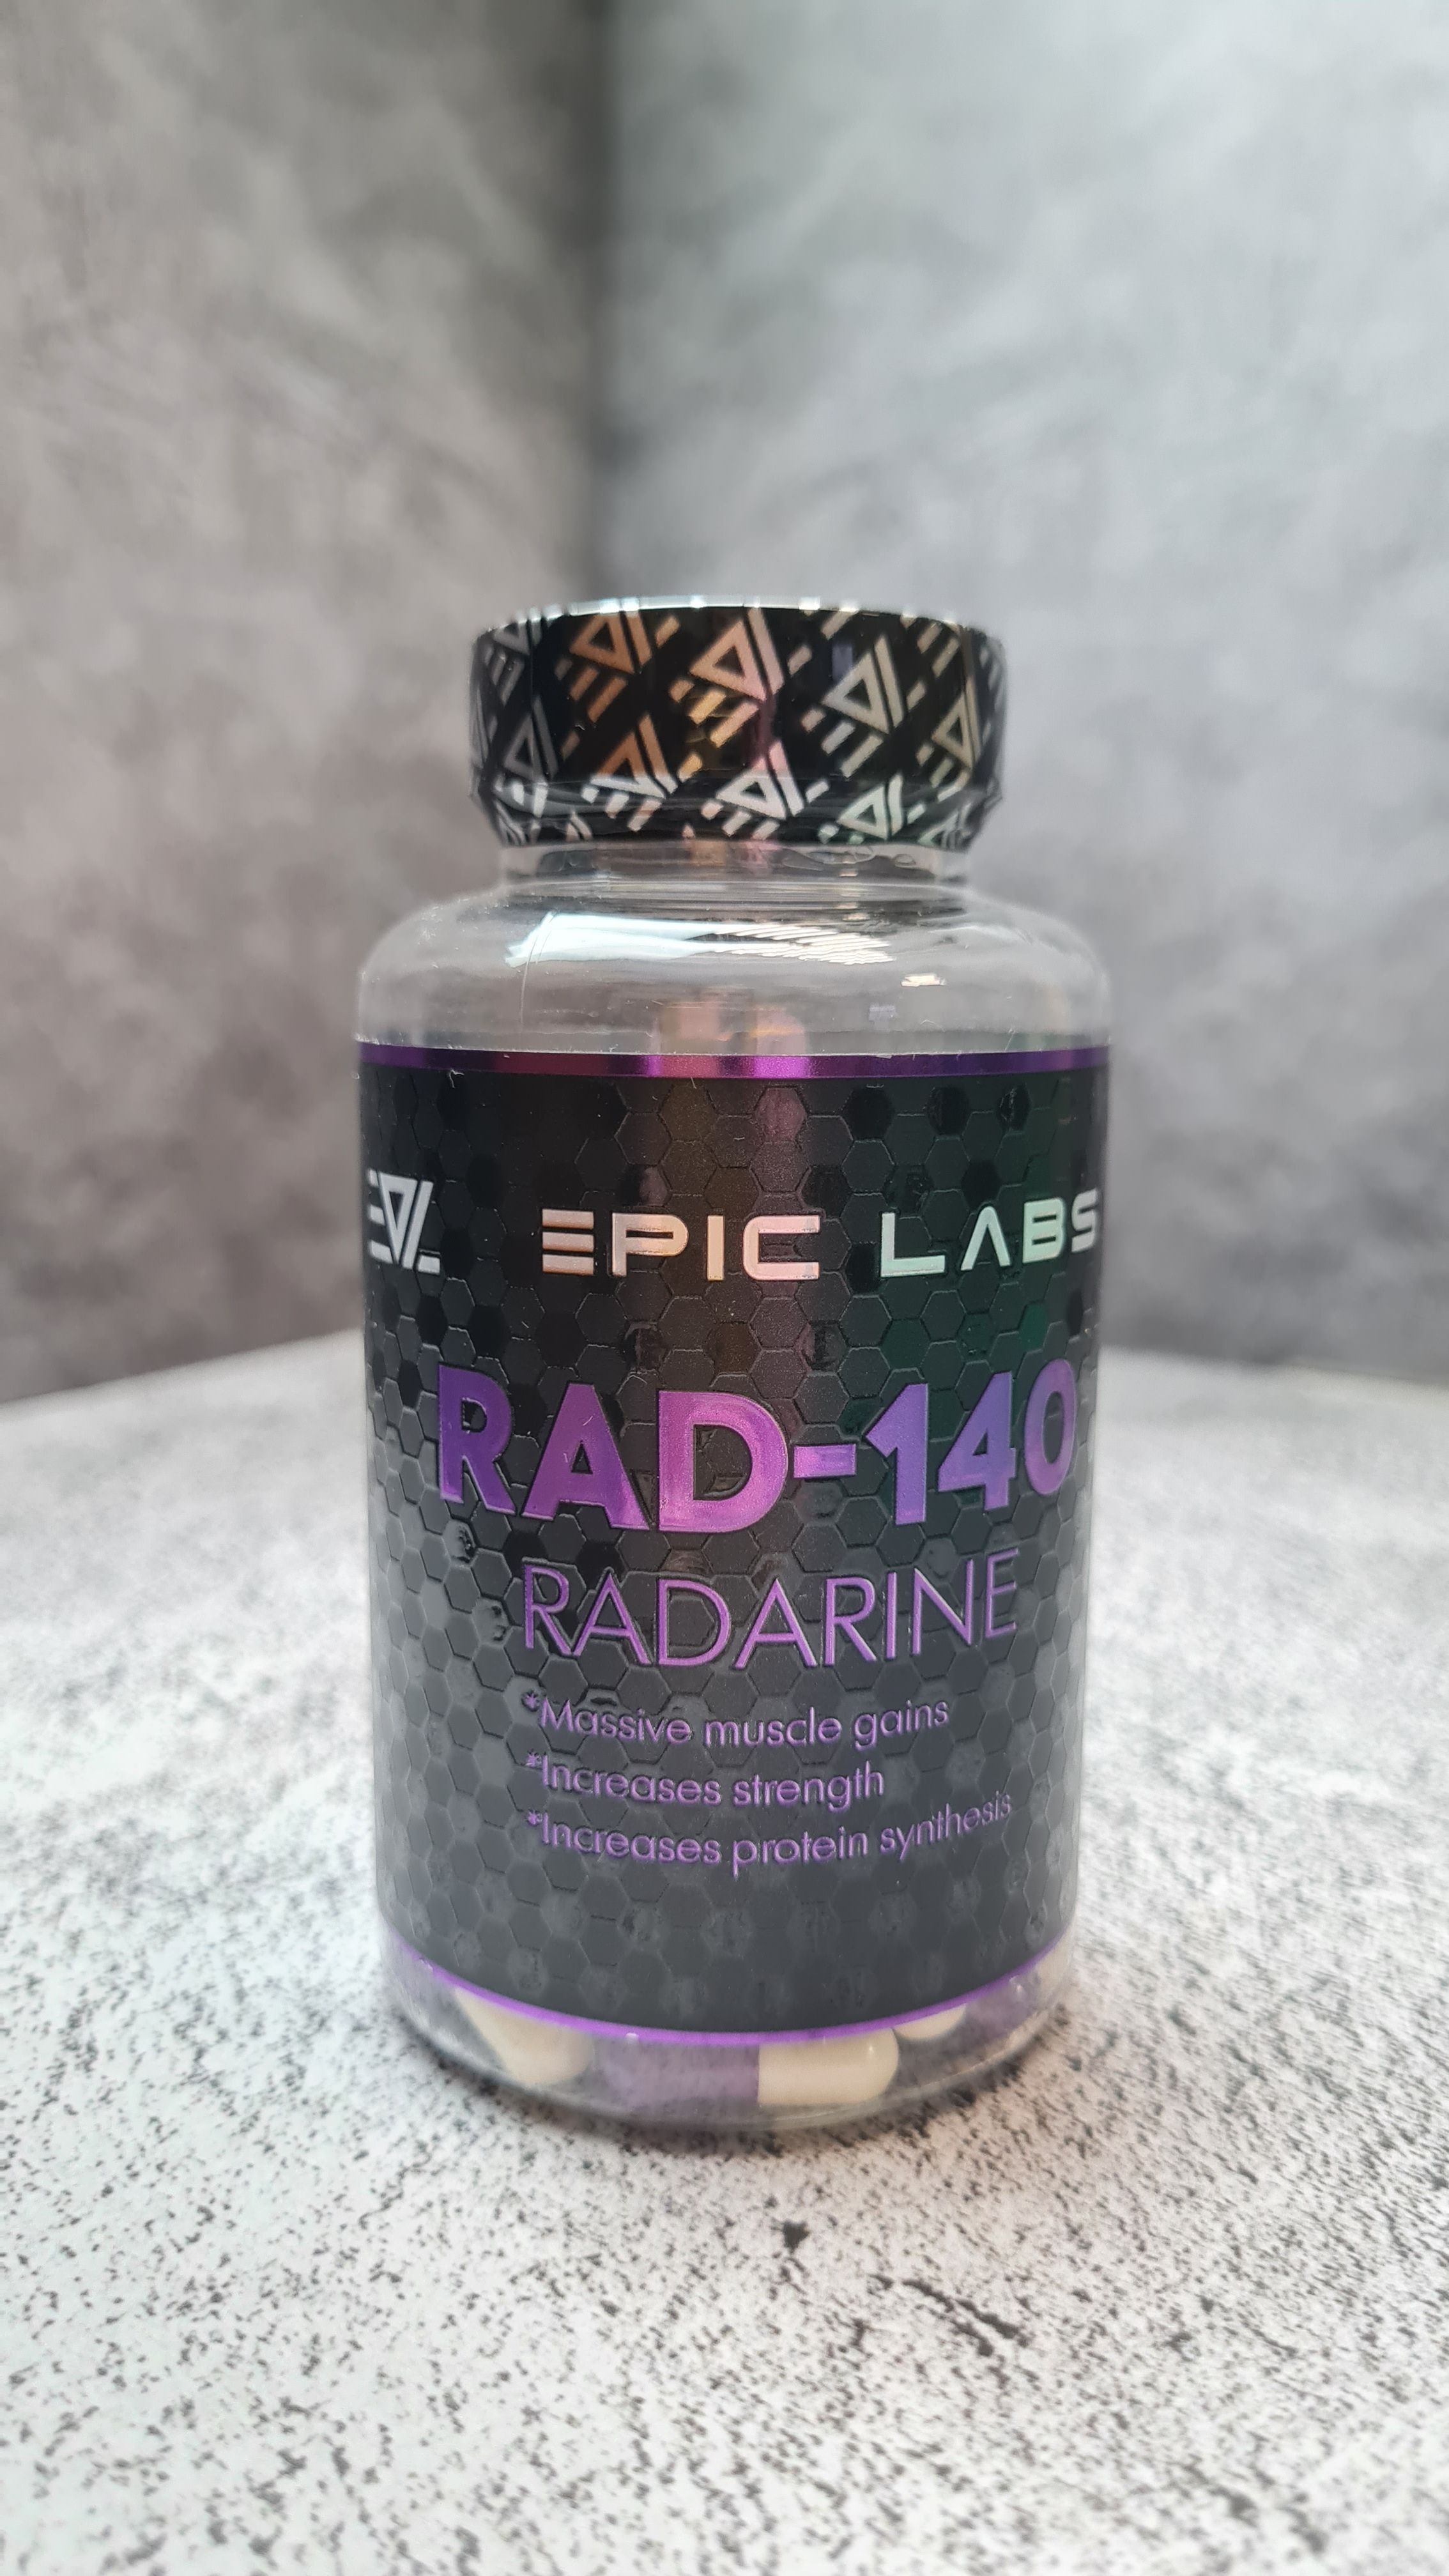 EPIC LABS
RAD-140
RADARINE
*Massive muscle gains
*Increases strength
*Increases protein synthesis